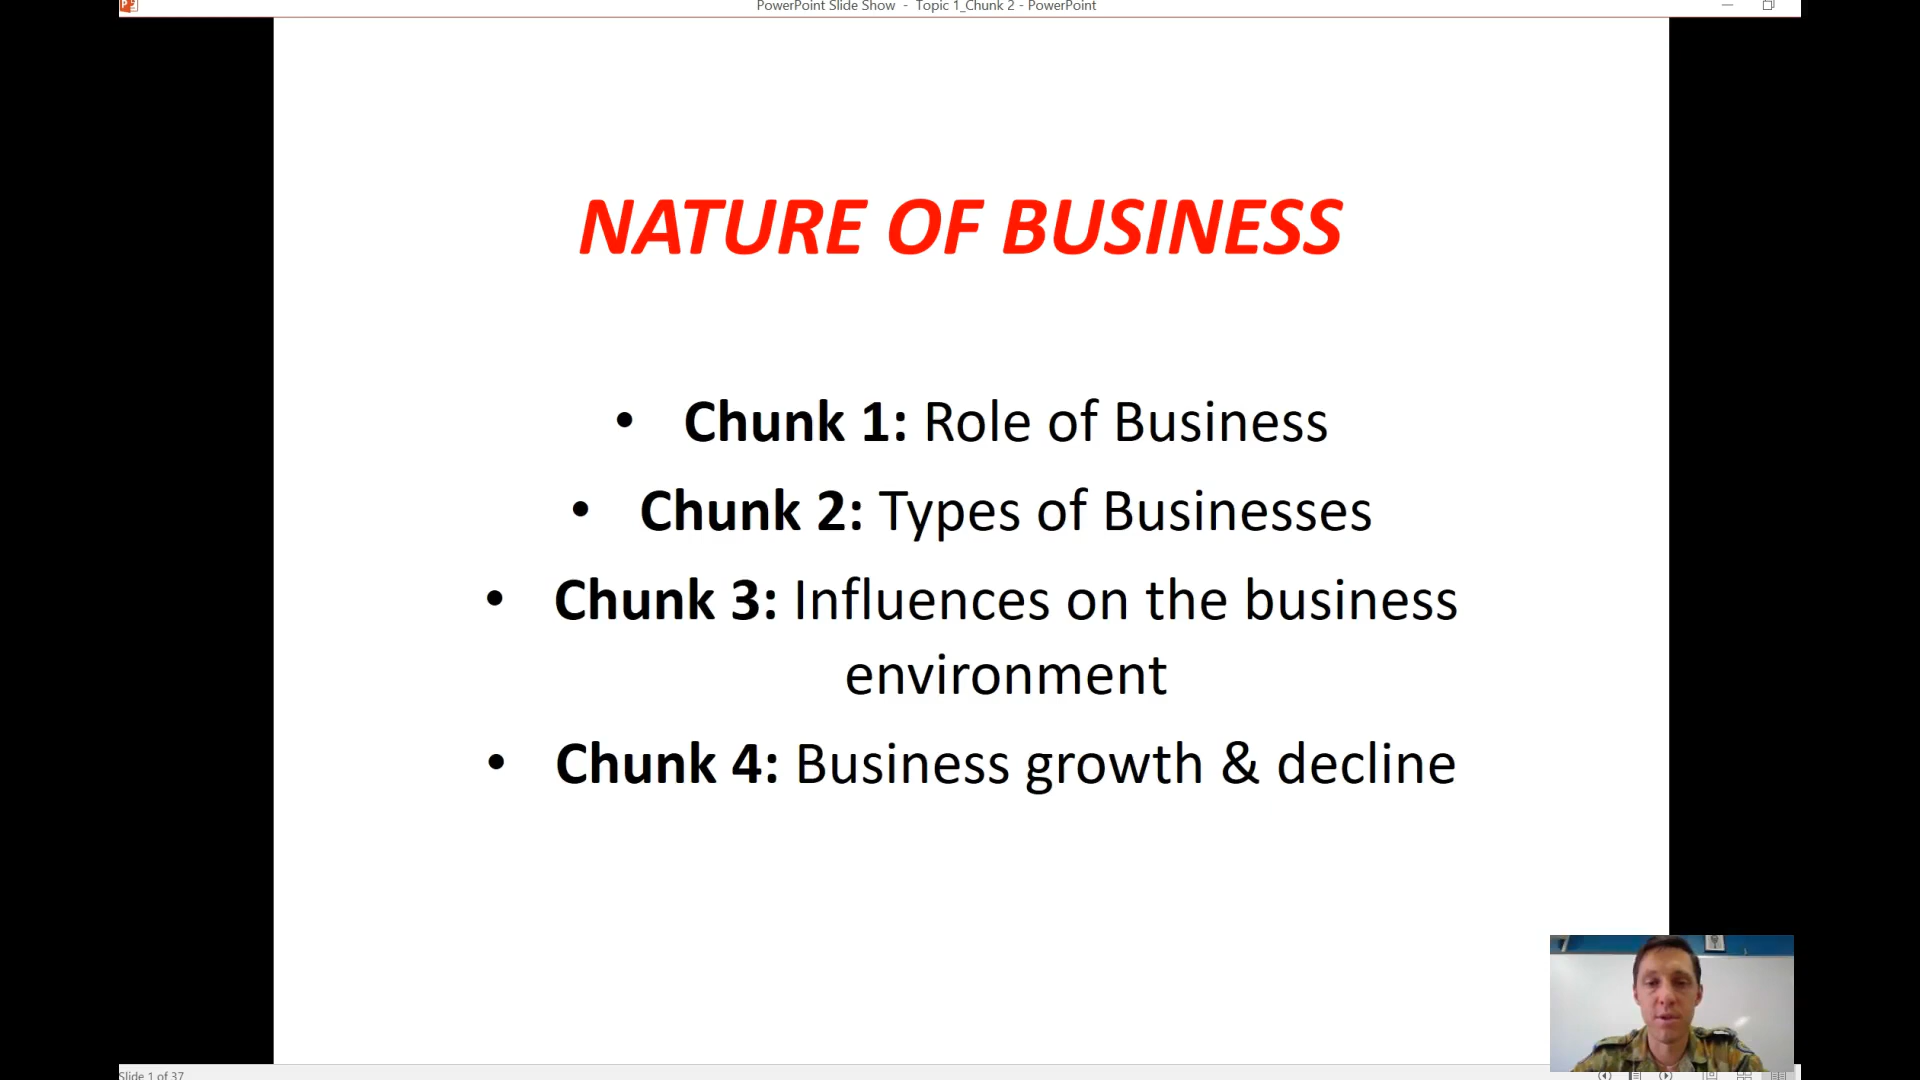 PowerPoint Slide Show - Topic 1_Chunk 2 - PowerPoint
NATURE OF BUSINESS
• Chunk 1: Role of Business
• Chunk 2: Types of Businesses
• Chunk 3: Influences on the business
environment
• Chunk 4: Business growth & decline
Slide 1 of 37